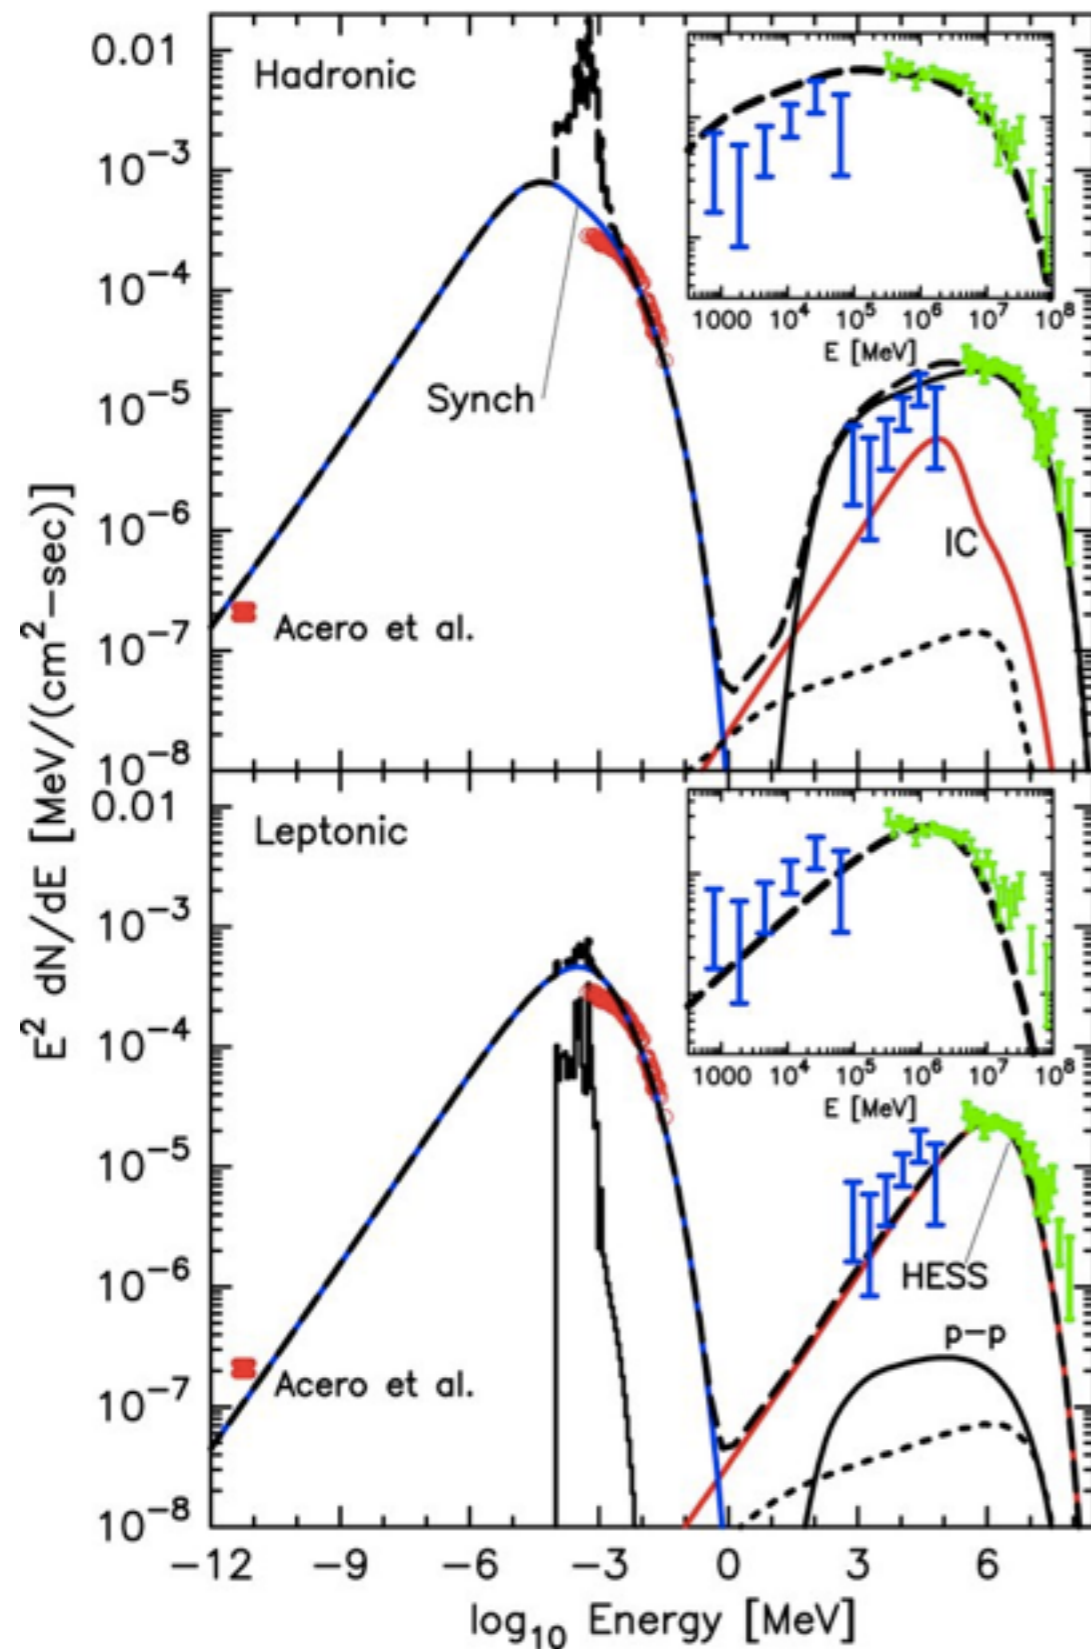 E² dN/dE [MeV/(cm²−sec)]
0.01
10⁻³
10⁻⁴
10⁻⁵
10⁻⁶
10⁻⁷
10⁻⁸
Hadronic
Synch
Acero et al.
IC
1000 10⁴ 10⁵ 10⁶ 10⁷ 10⁸
E [MeV]
0.01
10⁻³
10⁻⁴
10⁻⁵
10⁻⁶
10⁻⁷
10⁻⁸
Leptonic
Acero et al.
HESS
p−p
1000 10⁴ 10⁵ 10⁶ 10⁷ 10⁸
E [MeV]
−12 −9 −6 −3 0 3 6
log₁₀ Energy [MeV]